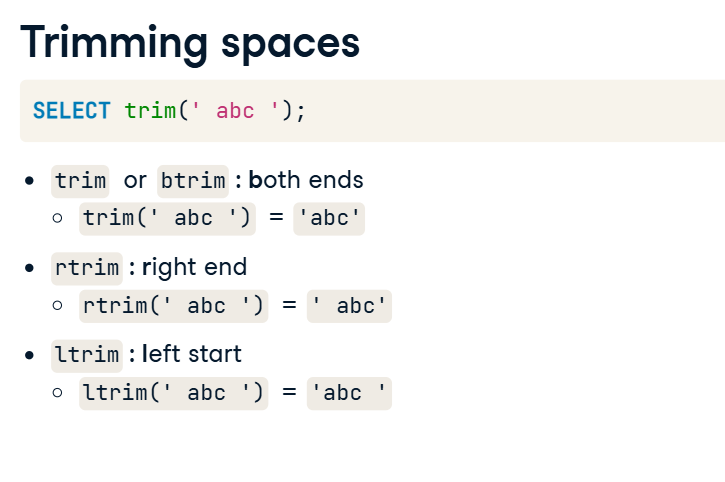 Trimming spaces
SELECT trim(' abc ');
• trim or btrim : both ends
○ trim(' abc ') = 'abc'
• rtrim : right end
○ rtrim(' abc ') = ' abc'
• ltrim : left start
○ ltrim(' abc ') = 'abc '